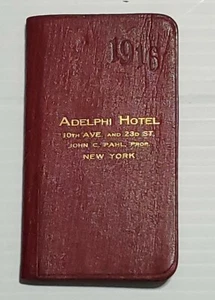 1916
ADELPHI HOTEL
10TH AVE. AND 23D ST.
JOHN C. PAHL, PROP.
NEW YORK